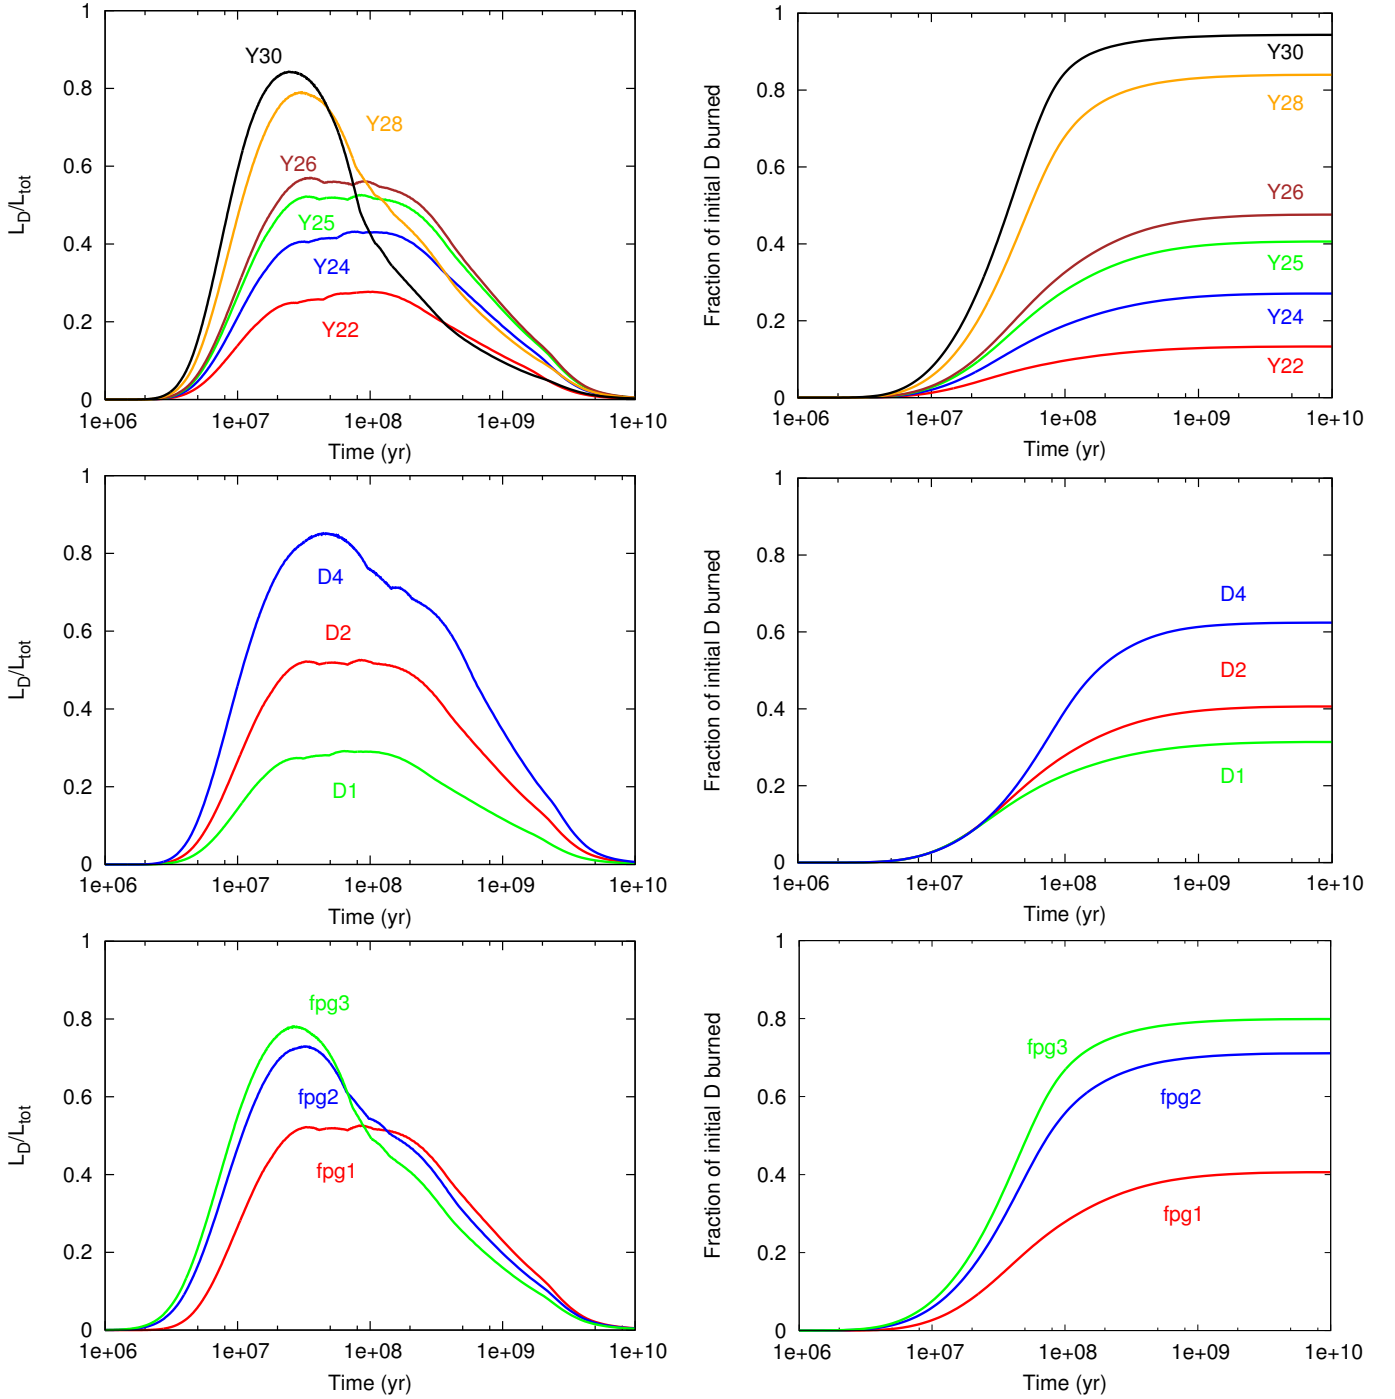 1
0.8
0.6
0.4
0.2
0
L_D/L_tot
Y30
Y28
Y26
Y25
Y24
Y22
1e+06 1e+07 1e+08 1e+09 1e+10
Time (yr)
1
0.8
0.6
0.4
0.2
0
Fraction of initial D burned
Y30
Y28
Y26
Y25
Y24
Y22
1e+06 1e+07 1e+08 1e+09 1e+10
Time (yr)
1
0.8
0.6
0.4
0.2
0
L_D/L_tot
D4
D2
D1
1e+06 1e+07 1e+08 1e+09 1e+10
Time (yr)
1
0.8
0.6
0.4
0.2
0
Fraction of initial D burned
D4
D2
D1
1e+06 1e+07 1e+08 1e+09 1e+10
Time (yr)
1
0.8
0.6
0.4
0.2
0
L_D/L_tot
fpg3
fpg2
fpg1
1e+06 1e+07 1e+08 1e+09 1e+10
Time (yr)
1
0.8
0.6
0.4
0.2
0
Fraction of initial D burned
fpg3
fpg2
fpg1
1e+06 1e+07 1e+08 1e+09 1e+10
Time (yr)